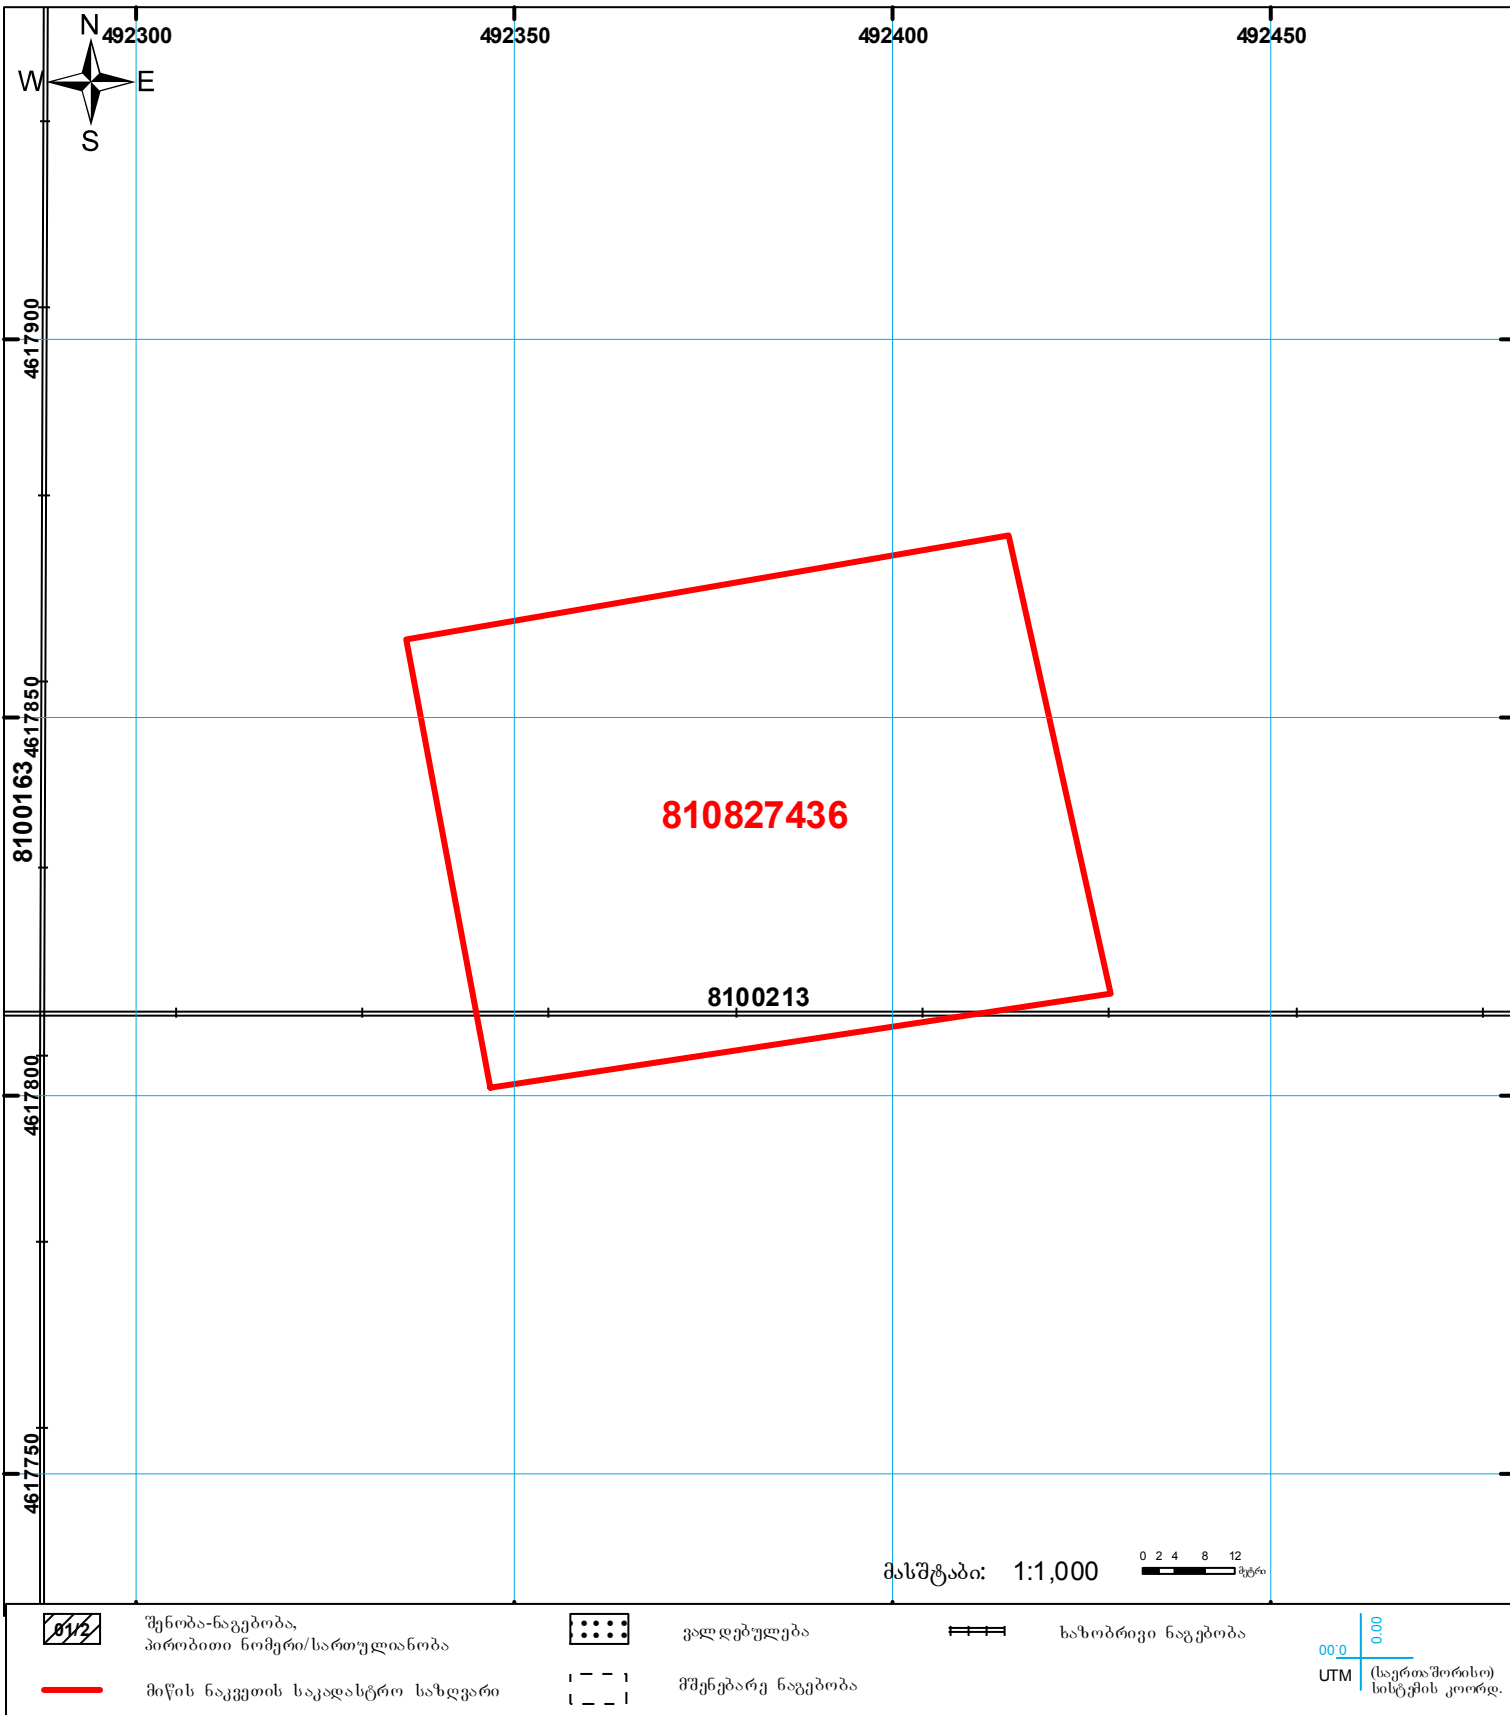 N
492300 492350 492400 492450
W E
S
4617900
4617850
8100163
810827436
8100213
4617800
4617750
მასშტაბი: 1:1,000
0 2 4 8 12
მეტრი
01/2
შენობა-ნაგებობა,
პირობითი ნომერი/სართულიანობა
ვალდებულება
ხაზობრივი ნაგებობა
მიწის ნაკვეთის საკადასტრო საზღვარი
მშენებარე ნაგებობა
0.00
00.0
UTM
(საერთაშორისო)
სისტემის კოორდ.